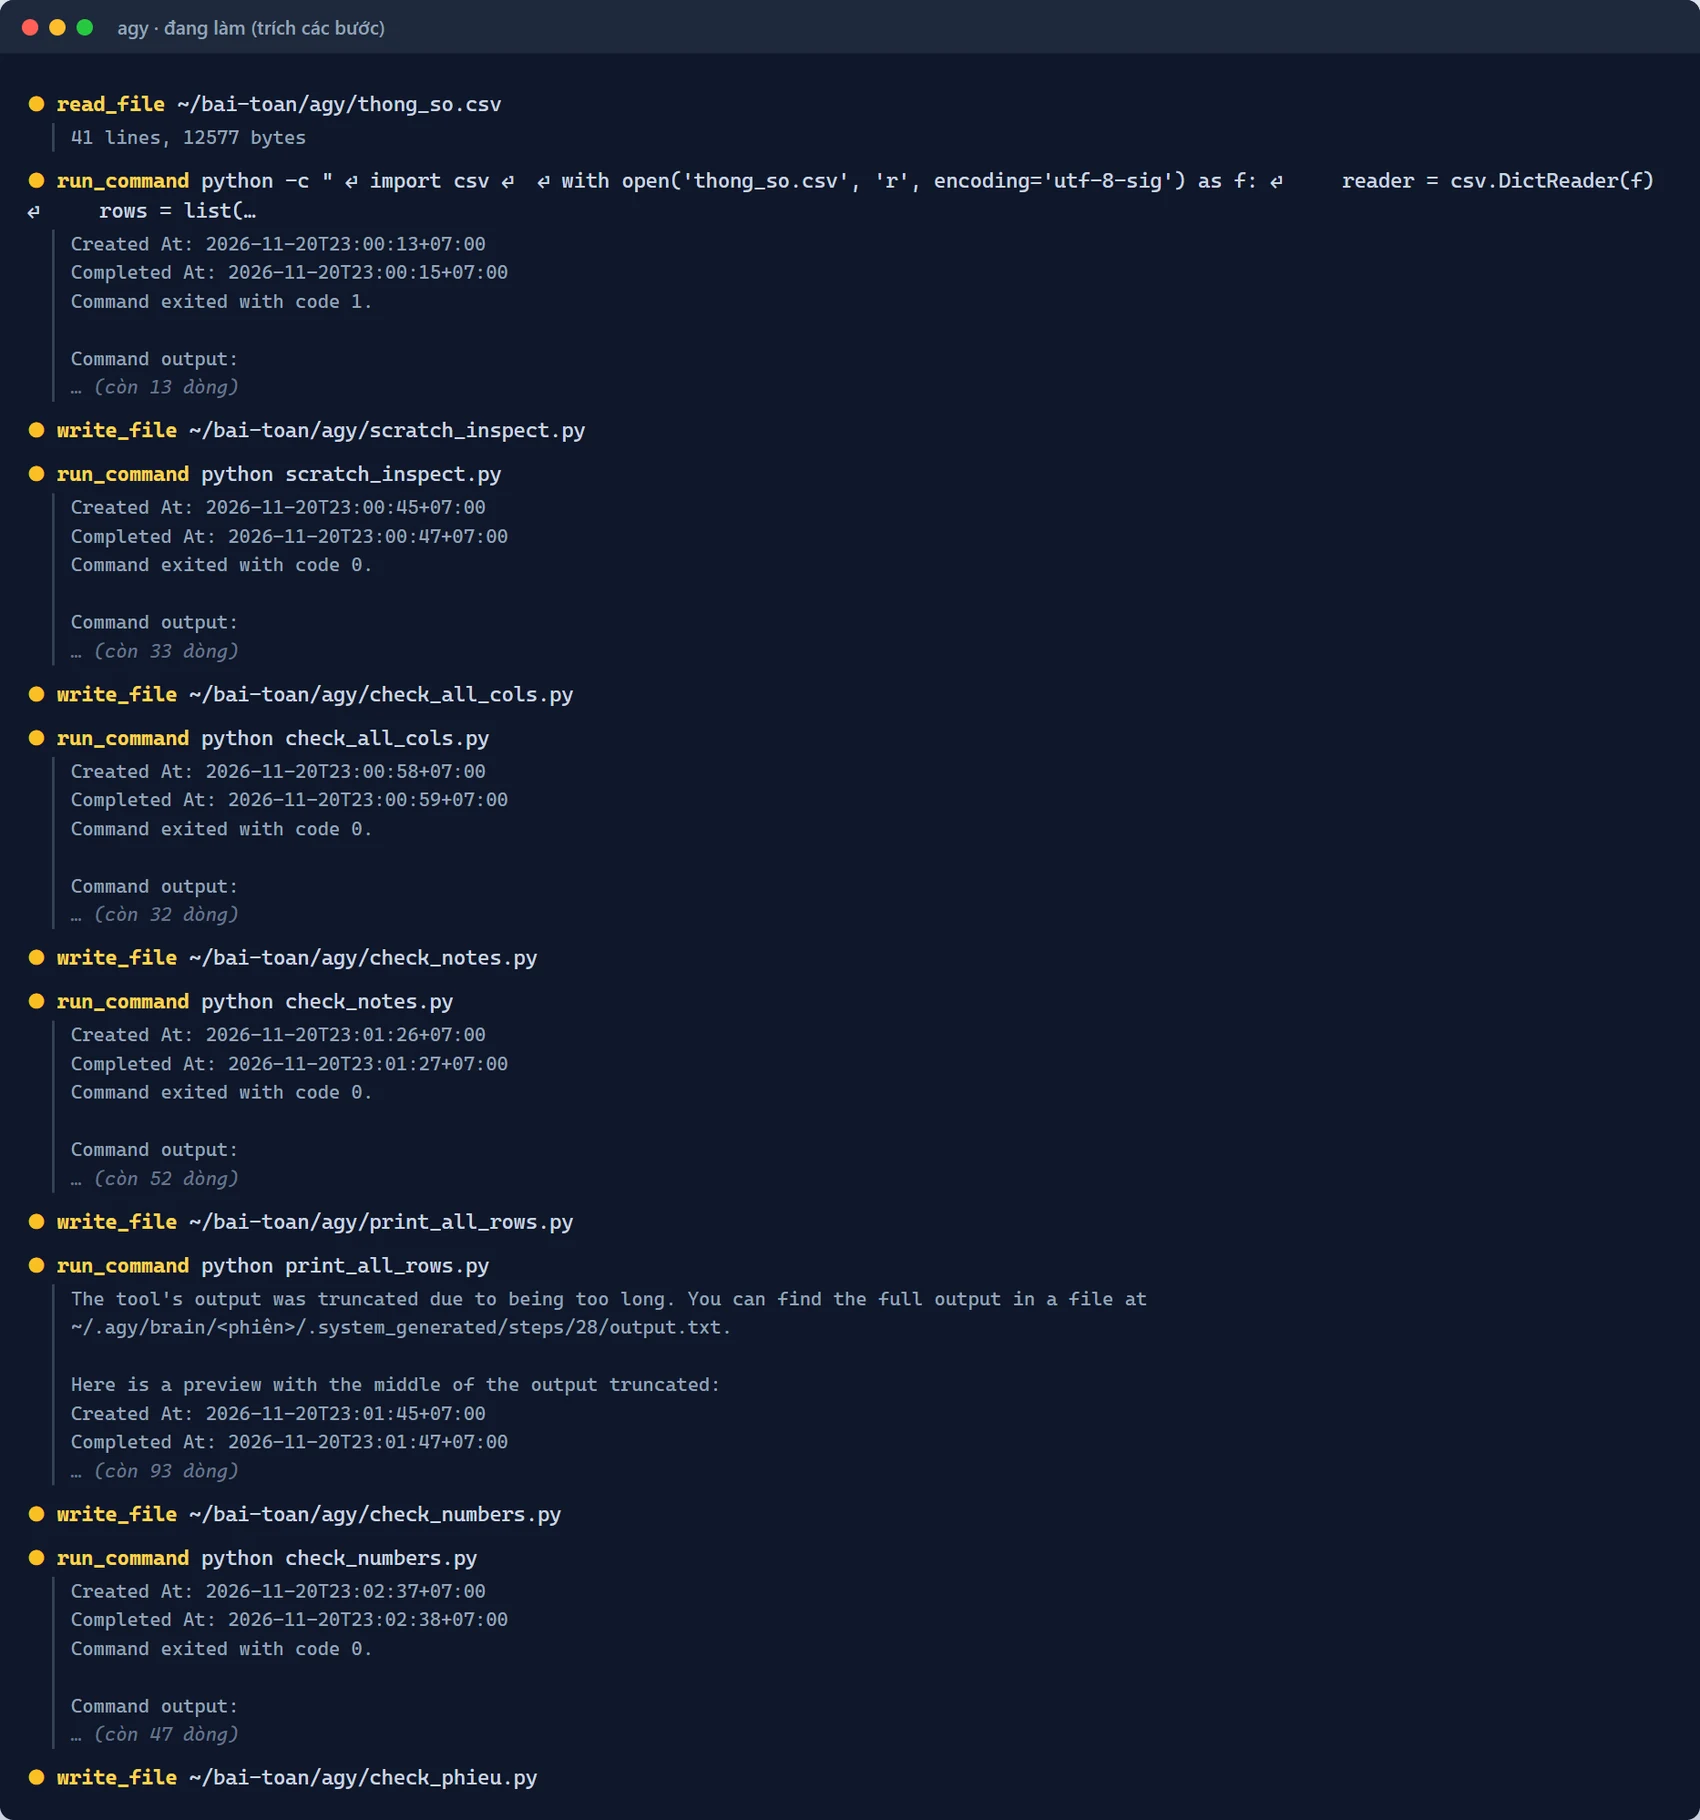 agy · đang làm (trích các bước)
● read_file ~/bai-toan/agy/thong_so.csv
41 lines, 12577 bytes
● run_command python -c " ⏎ import csv ⏎  ⏎ with open('thong_so.csv', 'r', encoding='utf-8-sig') as f: ⏎     reader = csv.DictReader(f)
⏎     rows = list(…
Created At: 2026-11-20T23:00:13+07:00
Completed At: 2026-11-20T23:00:15+07:00
Command exited with code 1.
Command output:
… (còn 13 dòng)
● write_file ~/bai-toan/agy/scratch_inspect.py
● run_command python scratch_inspect.py
Created At: 2026-11-20T23:00:45+07:00
Completed At: 2026-11-20T23:00:47+07:00
Command exited with code 0.
Command output:
… (còn 33 dòng)
● write_file ~/bai-toan/agy/check_all_cols.py
● run_command python check_all_cols.py
Created At: 2026-11-20T23:00:58+07:00
Completed At: 2026-11-20T23:00:59+07:00
Command exited with code 0.
Command output:
… (còn 32 dòng)
● write_file ~/bai-toan/agy/check_notes.py
● run_command python check_notes.py
Created At: 2026-11-20T23:01:26+07:00
Completed At: 2026-11-20T23:01:27+07:00
Command exited with code 0.
Command output:
… (còn 52 dòng)
● write_file ~/bai-toan/agy/print_all_rows.py
● run_command python print_all_rows.py
The tool's output was truncated due to being too long. You can find the full output in a file at
~/.agy/brain/<phiên>/.system_generated/steps/28/output.txt.
Here is a preview with the middle of the output truncated:
Created At: 2026-11-20T23:01:45+07:00
Completed At: 2026-11-20T23:01:47+07:00
… (còn 93 dòng)
● write_file ~/bai-toan/agy/check_numbers.py
● run_command python check_numbers.py
Created At: 2026-11-20T23:02:37+07:00
Completed At: 2026-11-20T23:02:38+07:00
Command exited with code 0.
Command output:
… (còn 47 dòng)
● write_file ~/bai-toan/agy/check_phieu.py